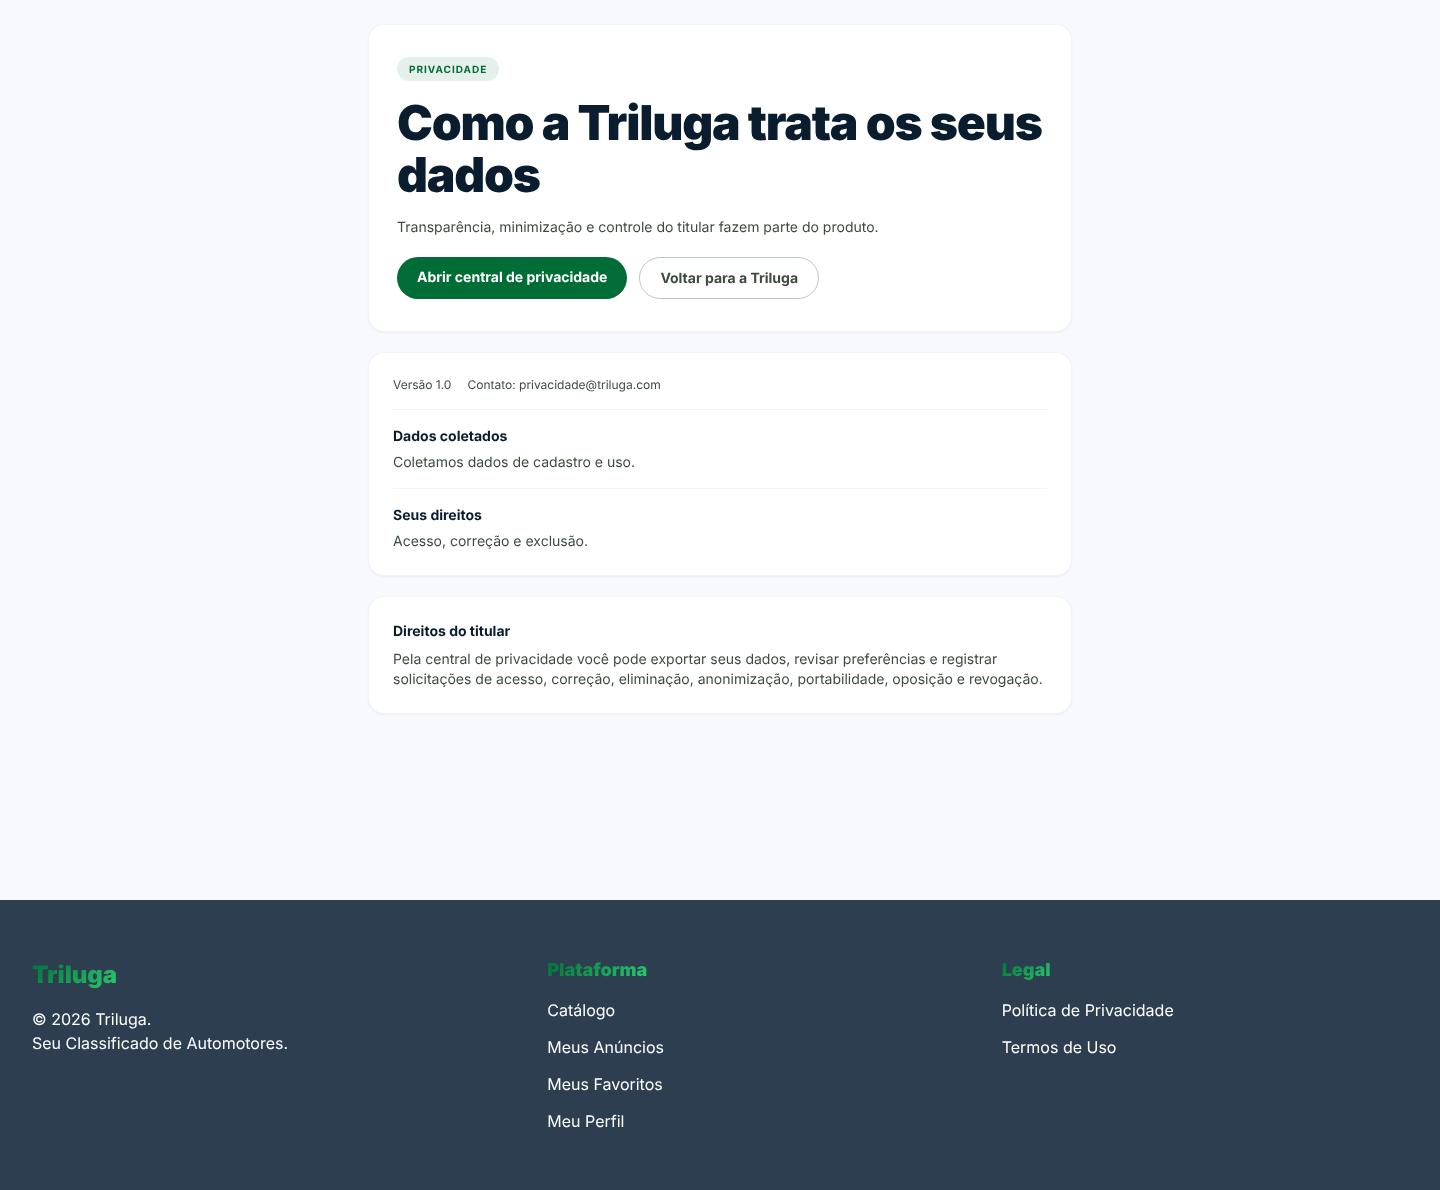 PRIVACIDADE
Como a Triluga trata os seus
dados
Transparência, minimização e controle do titular fazem parte do produto.
Abrir central de privacidade
Voltar para a Triluga
Versão 1.0 Contato: privacidade@triluga.com
Dados coletados
Coletamos dados de cadastro e uso.
Seus direitos
Acesso, correção e exclusão.
Direitos do titular
Pela central de privacidade você pode exportar seus dados, revisar preferências e registrar
solicitações de acesso, correção, eliminação, anonimização, portabilidade, oposição e revogação.
Triluga
© 2026 Triluga.
Seu Classificado de Automotores.
Plataforma
Catálogo
Meus Anúncios
Meus Favoritos
Meu Perfil
Legal
Política de Privacidade
Termos de Uso